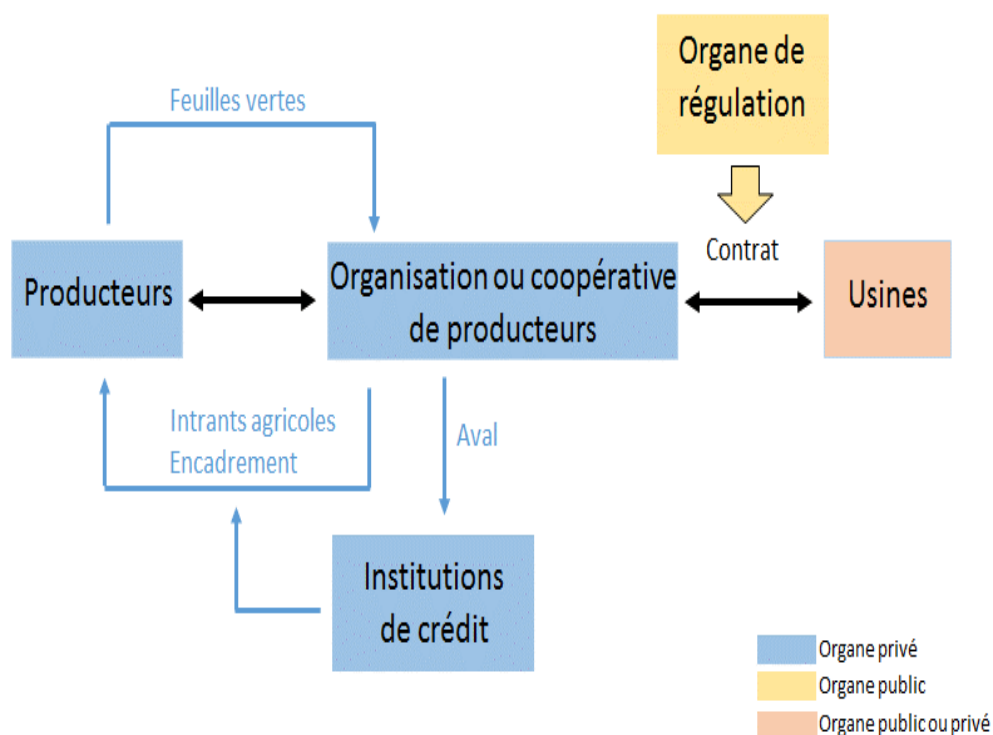 Organe de
régulation
Feuilles vertes
Contrat
Producteurs
Organisation ou coopérative
de producteurs
Usines
Intrants agricoles
Encadrement
Aval
Institutions
de crédit
Organe privé
Organe public
Organe public ou privé